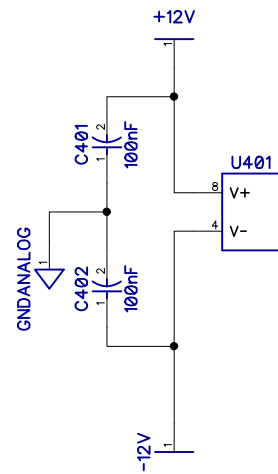 +12V
1
C401
2
1
100nF
U401
8
V+
4
V-
GNDANALOG
1
C402
2
1
100nF
-12V
1